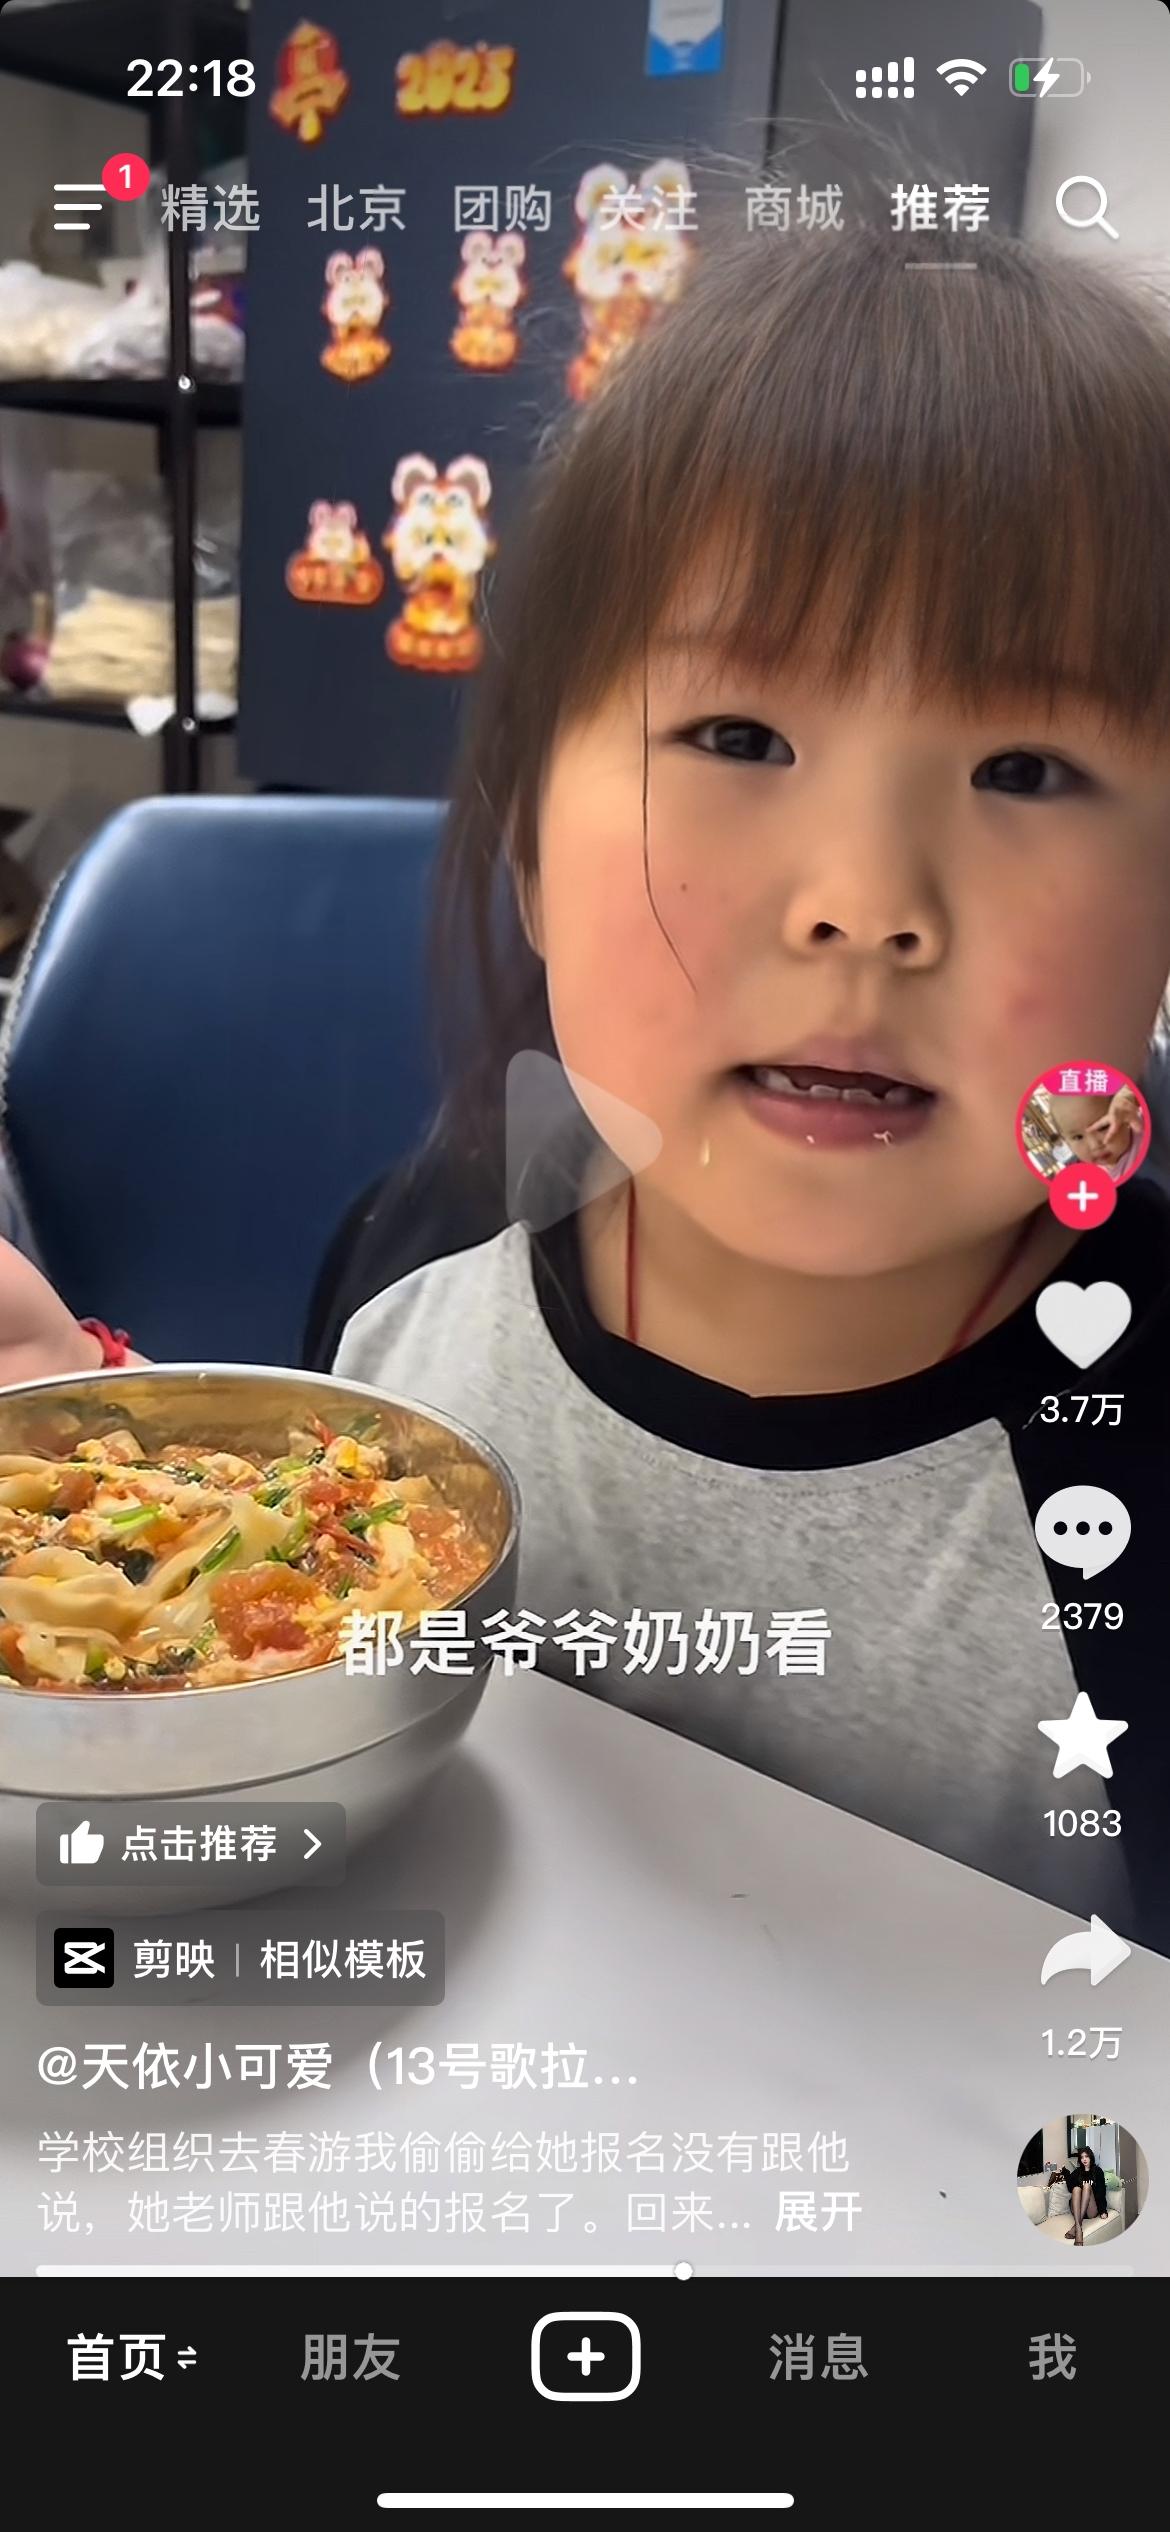 22:18
2023
1
精选 北京 团购 关注 商城 推荐
直播
3.7万
2379
都是爷爷奶奶看
1083
点击推荐
剪映 | 相似模板
1.2万
@天依小可爱（13号歌拉...
学校组织去春游我偷偷给她报名没有跟他
说，她老师跟他说的报名了。回来... 展开
首页 朋友 消息 我